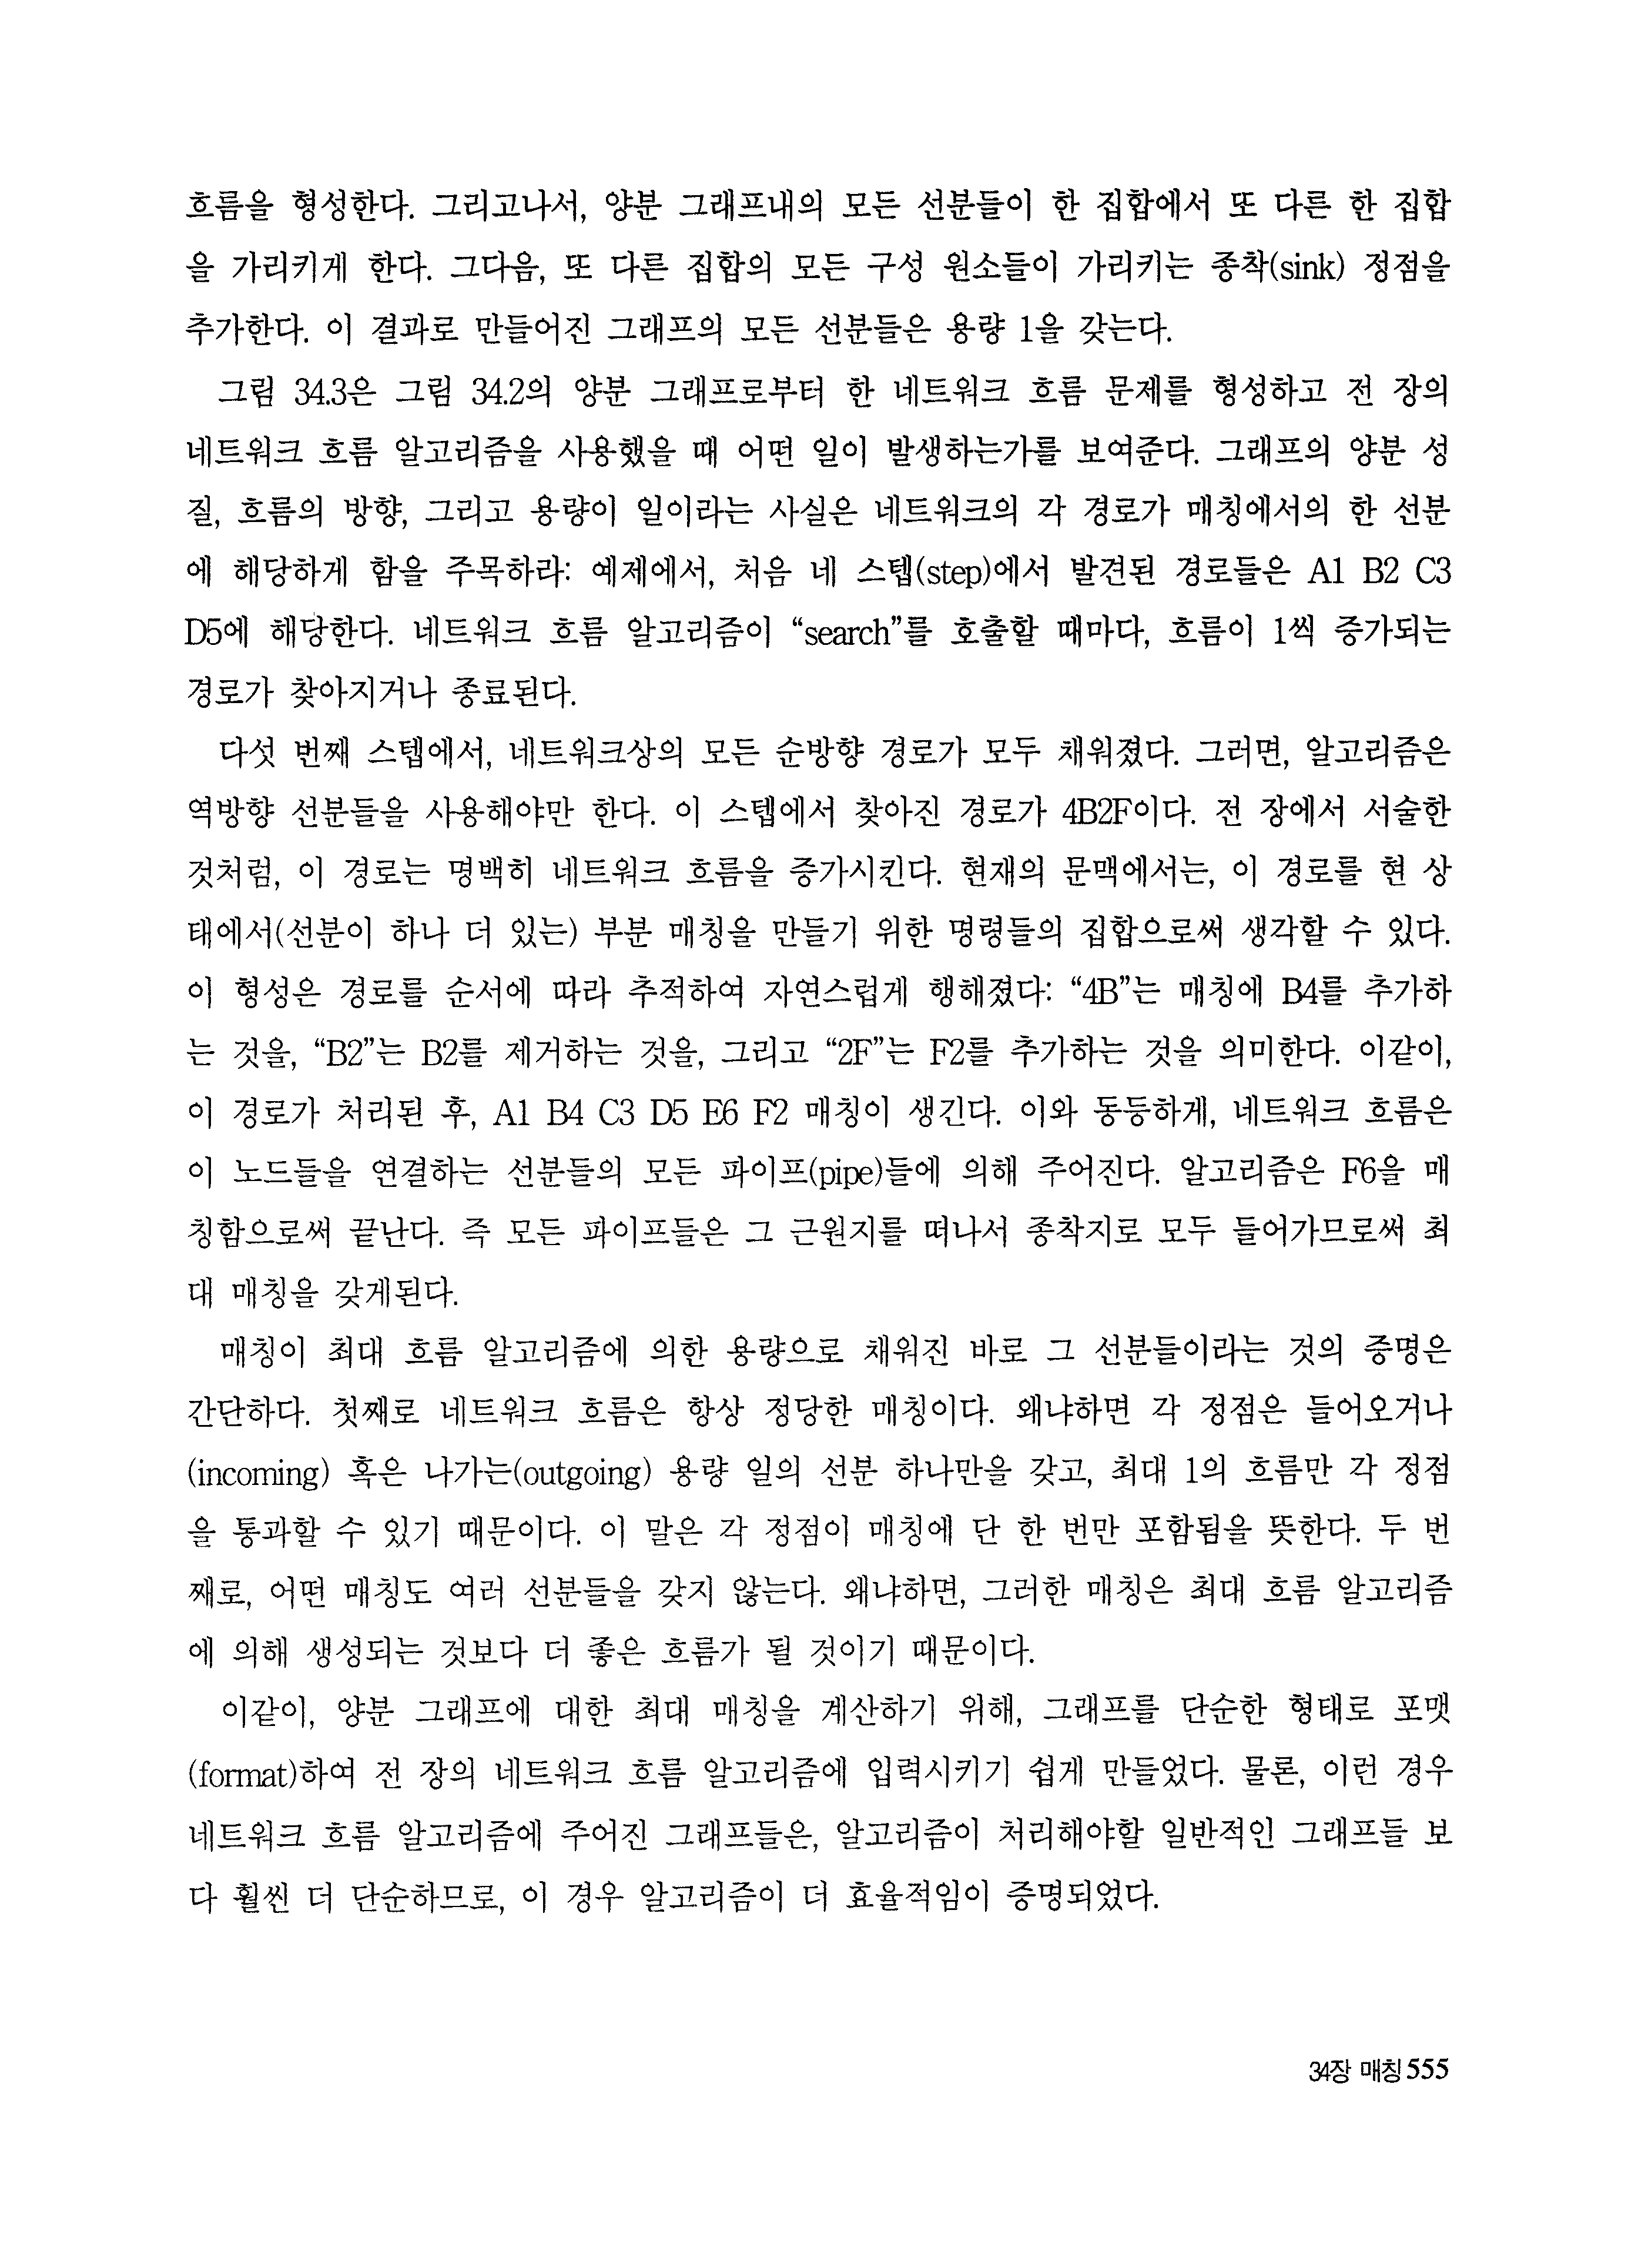 흐름을 형성한다. 그리고나서, 양분 그래프내의 모든 선분들이 한 집합에서 또 다른 한 집합
을 가리키게 한다. 그다음, 또 다른 집합의 모든 구성 원소들이 가리키는 종착(sink) 정점을
추가한다. 이 결과로 만들어진 그래프의 모든 선분들은 용량 1을 갖는다.
그림 34.3은 그림 34.2의 양분 그래프로부터 한 네트워크 흐름 문제를 형성하고 전 장의
네트워크 흐름 알고리즘을 사용했을 때 어떤 일이 발생하는가를 보여준다. 그래프의 양분 성
질, 흐름의 방향, 그리고 용량이 일이라는 사실은 네트워크의 각 경로가 매칭에서의 한 선분
에 해당하게 함을 주목하라: 예제에서, 처음 네 스텝(step)에서 발견된 경로들은 A1 B2 C3
D5에 해당한다. 네트워크 흐름 알고리즘이 “search”를 호출할 때마다, 흐름이 1씩 증가되는
경로가 찾아지거나 종료된다.
다섯 번째 스텝에서, 네트워크상의 모든 순방향 경로가 모두 채워졌다. 그러면, 알고리즘은
역방향 선분들을 사용해야만 한다. 이 스텝에서 찾아진 경로가 4B2F이다. 전 장에서 서술한
것처럼, 이 경로는 명백히 네트워크 흐름을 증가시킨다. 현재의 문맥에서는, 이 경로를 현 상
태에서(선분이 하나 더 있는) 부분 매칭을 만들기 위한 명령들의 집합으로써 생각할 수 있다.
이 형성은 경로를 순서에 따라 추적하여 자연스럽게 행해졌다: “4B”는 매칭에 B4를 추가하
는 것을, “B2”는 B2를 제거하는 것을, 그리고 “2F”는 F2를 추가하는 것을 의미한다. 이같이,
이 경로가 처리된 후, A1 B4 C3 D5 E6 F2 매칭이 생긴다. 이와 동등하게, 네트워크 흐름은
이 노드들을 연결하는 선분들의 모든 파이프(pipe)들에 의해 주어진다. 알고리즘은 F6을 매
칭함으로써 끝난다. 즉 모든 파이프들은 그 근원지를 떠나서 종착지로 모두 들어가므로써 최
대 매칭을 갖게된다.
매칭이 최대 흐름 알고리즘에 의한 용량으로 채워진 바로 그 선분들이라는 것의 증명은
간단하다. 첫째로 네트워크 흐름은 항상 정당한 매칭이다. 왜냐하면 각 정점은 들어오거나
(incoming) 혹은 나가는(outgoing) 용량 일의 선분 하나만을 갖고, 최대 1의 흐름만 각 정점
을 통과할 수 있기 때문이다. 이 말은 각 정점이 매칭에 단 한 번만 포함됨을 뜻한다. 두 번
째로, 어떤 매칭도 여러 선분들을 갖지 않는다. 왜냐하면, 그러한 매칭은 최대 흐름 알고리즘
에 의해 생성되는 것보다 더 좋은 흐름가 될 것이기 때문이다.
이같이, 양분 그래프에 대한 최대 매칭을 계산하기 위해, 그래프를 단순한 형태로 포맷
(format)하여 전 장의 네트워크 흐름 알고리즘에 입력시키기 쉽게 만들었다. 물론, 이런 경우
네트워크 흐름 알고리즘에 주어진 그래프들은, 알고리즘이 처리해야할 일반적인 그래프들 보
다 훨씬 더 단순하므로, 이 경우 알고리즘이 더 효율적임이 증명되었다.
34장 매칭 555